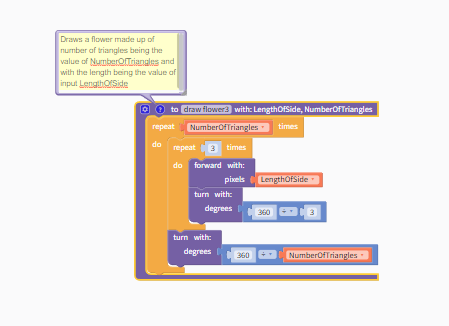 Draws a flower made up of
number of triangles being the
value of NumberOfTriangles and
with the length being the value of
input LengthOfSide
? to draw flower3 with: LengthOfSide, NumberOfTriangles
repeat NumberOfTriangles times
do repeat 3 times
do forward with:
pixels LengthOfSide
turn with:
degrees 360 ÷ 3
turn with:
degrees 360 ÷ NumberOfTriangles